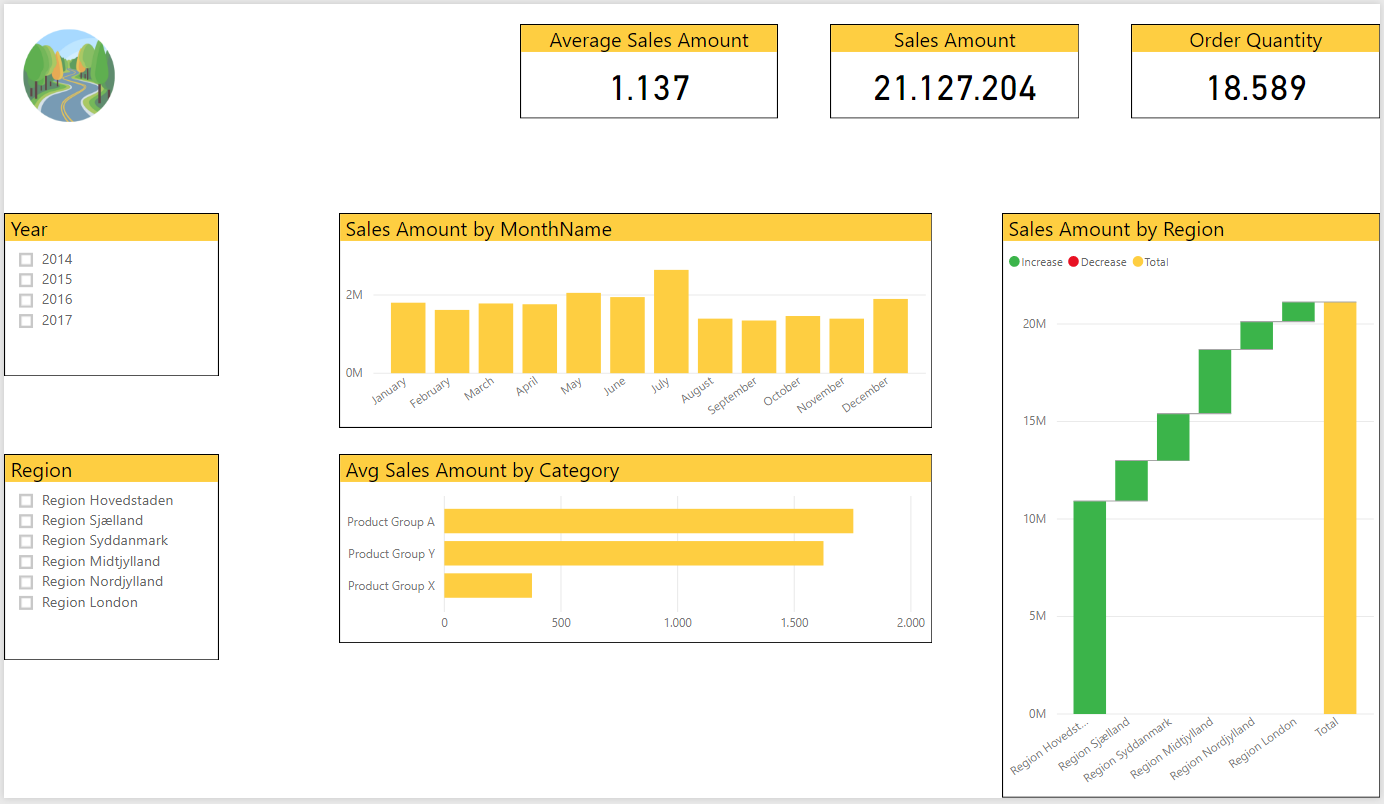 Average Sales Amount
1.137
Sales Amount
21.127.204
Order Quantity
18.589
Year
2014
2015
2016
2017
Region
Region Hovedstaden
Region Sjælland
Region Syddanmark
Region Midtjylland
Region Nordjylland
Region London
Sales Amount by MonthName
2M
0M
January
February
March
April
May
June
July
August
September
October
November
December
Avg Sales Amount by Category
Product Group A
Product Group Y
Product Group X
0
500
1.000
1.500
2.000
Sales Amount by Region
Increase Decrease Total
20M
15M
10M
5M
0M
Region Hovedst...
Region Sjælland
Region Syddanmark
Region Midtjylland
Region Nordjylland
Region London
Total